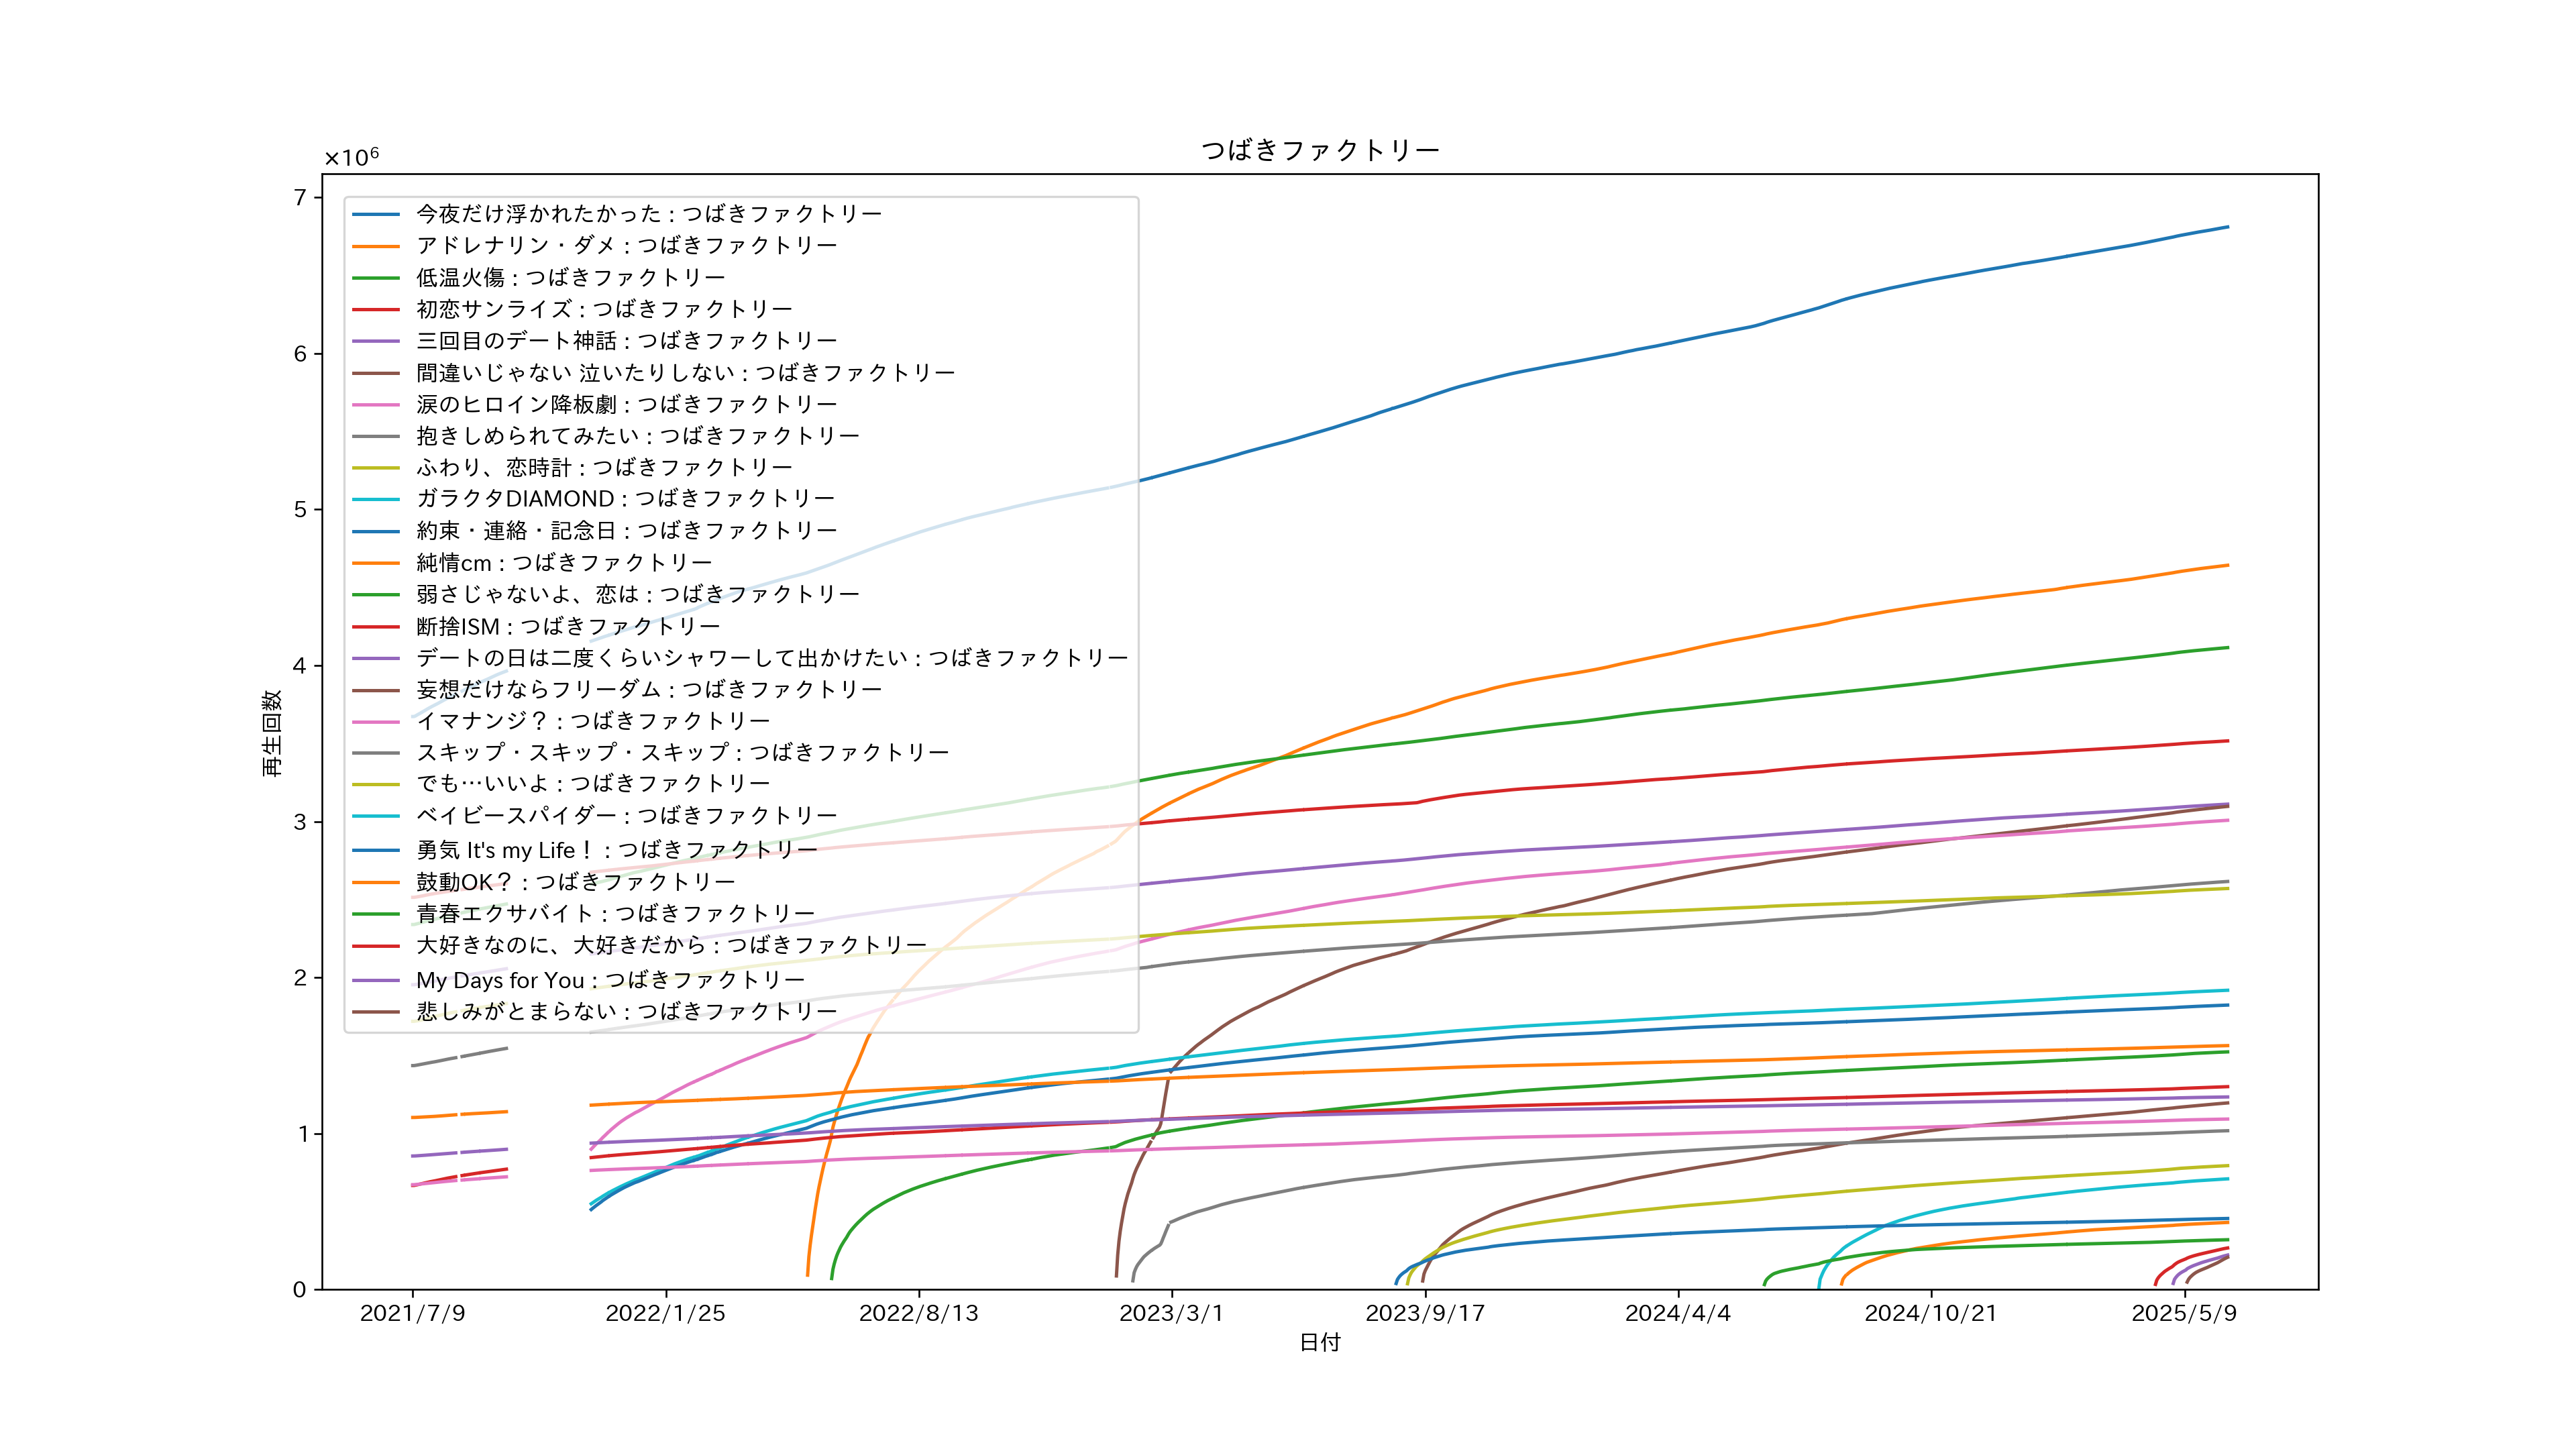 つばきファクトリー
×10⁶
7
6
5
4
3
2
1
0
再生回数
今夜だけ浮かれたかった : つばきファクトリー
アドレナリン・ダメ : つばきファクトリー
低温火傷 : つばきファクトリー
初恋サンライズ : つばきファクトリー
三回目のデート神話 : つばきファクトリー
間違いじゃない 泣いたりしない : つばきファクトリー
涙のヒロイン降板劇 : つばきファクトリー
抱きしめられてみたい : つばきファクトリー
ふわり、恋時計 : つばきファクトリー
ガラクタDIAMOND : つばきファクトリー
約束・連絡・記念日 : つばきファクトリー
純情cm : つばきファクトリー
弱さじゃないよ、恋は : つばきファクトリー
断捨ISM : つばきファクトリー
デートの日は二度くらいシャワーして出かけたい : つばきファクトリー
妄想だけならフリーダム : つばきファクトリー
イマナンジ？ : つばきファクトリー
スキップ・スキップ・スキップ : つばきファクトリー
でも…いいよ : つばきファクトリー
ベイビースパイダー : つばきファクトリー
勇気 It's my Life！ : つばきファクトリー
鼓動OK？ : つばきファクトリー
青春エクサバイト : つばきファクトリー
大好きなのに、大好きだから : つばきファクトリー
My Days for You : つばきファクトリー
悲しみがとまらない : つばきファクトリー
2021/7/9
2022/1/25
2022/8/13
2023/3/1
2023/9/17
2024/4/4
2024/10/21
2025/5/9
日付